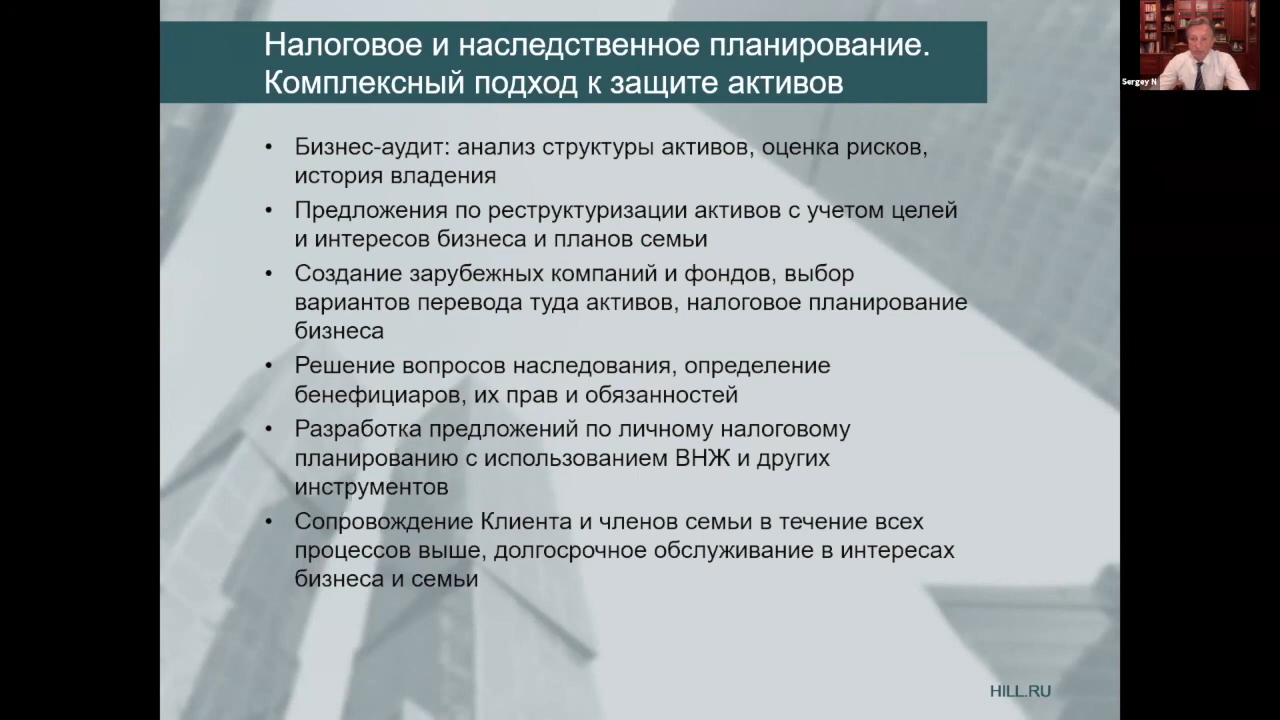 Налоговое и наследственное планирование.
Комплексный подход к защите активов
Sergey N
• Бизнес-аудит: анализ структуры активов, оценка рисков,
история владения
• Предложения по реструктуризации активов с учетом целей
и интересов бизнеса и планов семьи
• Создание зарубежных компаний и фондов, выбор
вариантов перевода туда активов, налоговое планирование
бизнеса
• Решение вопросов наследования, определение
бенефициаров, их прав и обязанностей
• Разработка предложений по личному налоговому
планированию с использованием ВНЖ и других
инструментов
• Сопровождение Клиента и членов семьи в течение всех
процессов выше, долгосрочное обслуживание в интересах
бизнеса и семьи
HILL.RU